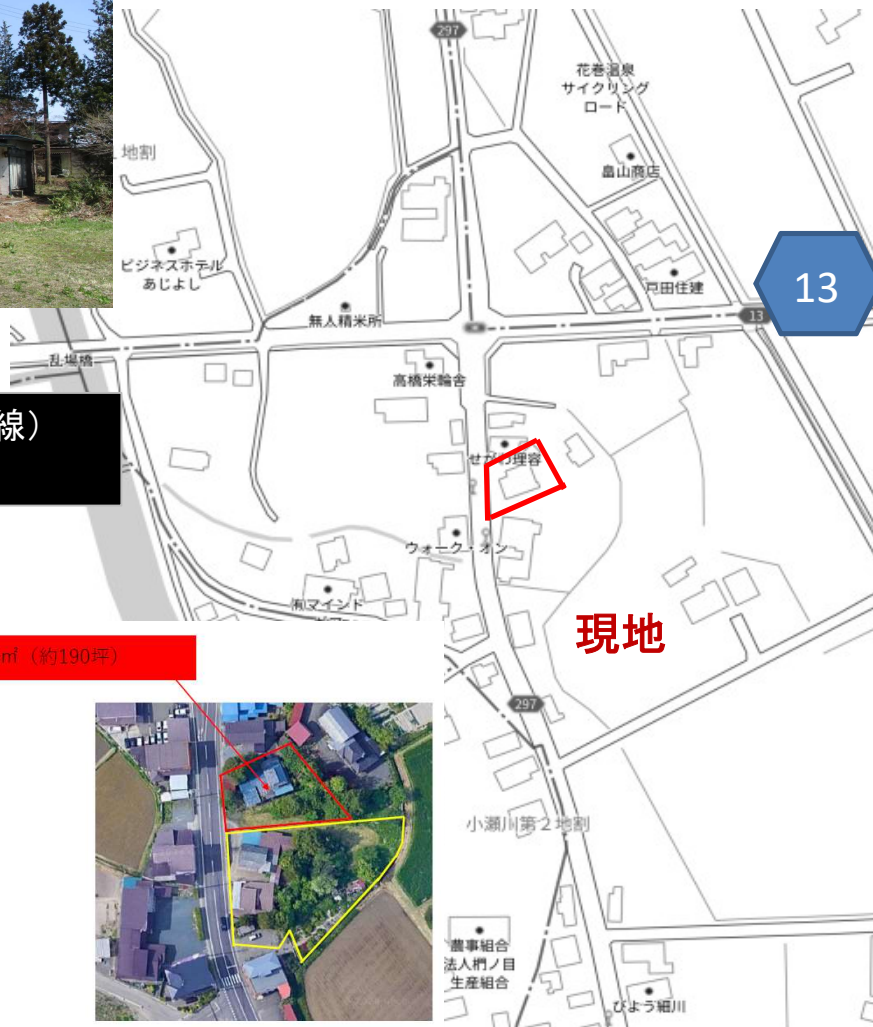 297
花巻温泉
サイクリング
ロード
地割
畠山商店
ビジネスホテル
あじよし
戸田住建
13
13
無人精米所
乱場橋
高橋栄輪舎
線)
せがわ理容
ウォーク・オン
㈲マインド
現地
㎡(約190坪)
297
小瀬川第2地割
農事組合
法人椚ノ目
生産組合
びよう細川